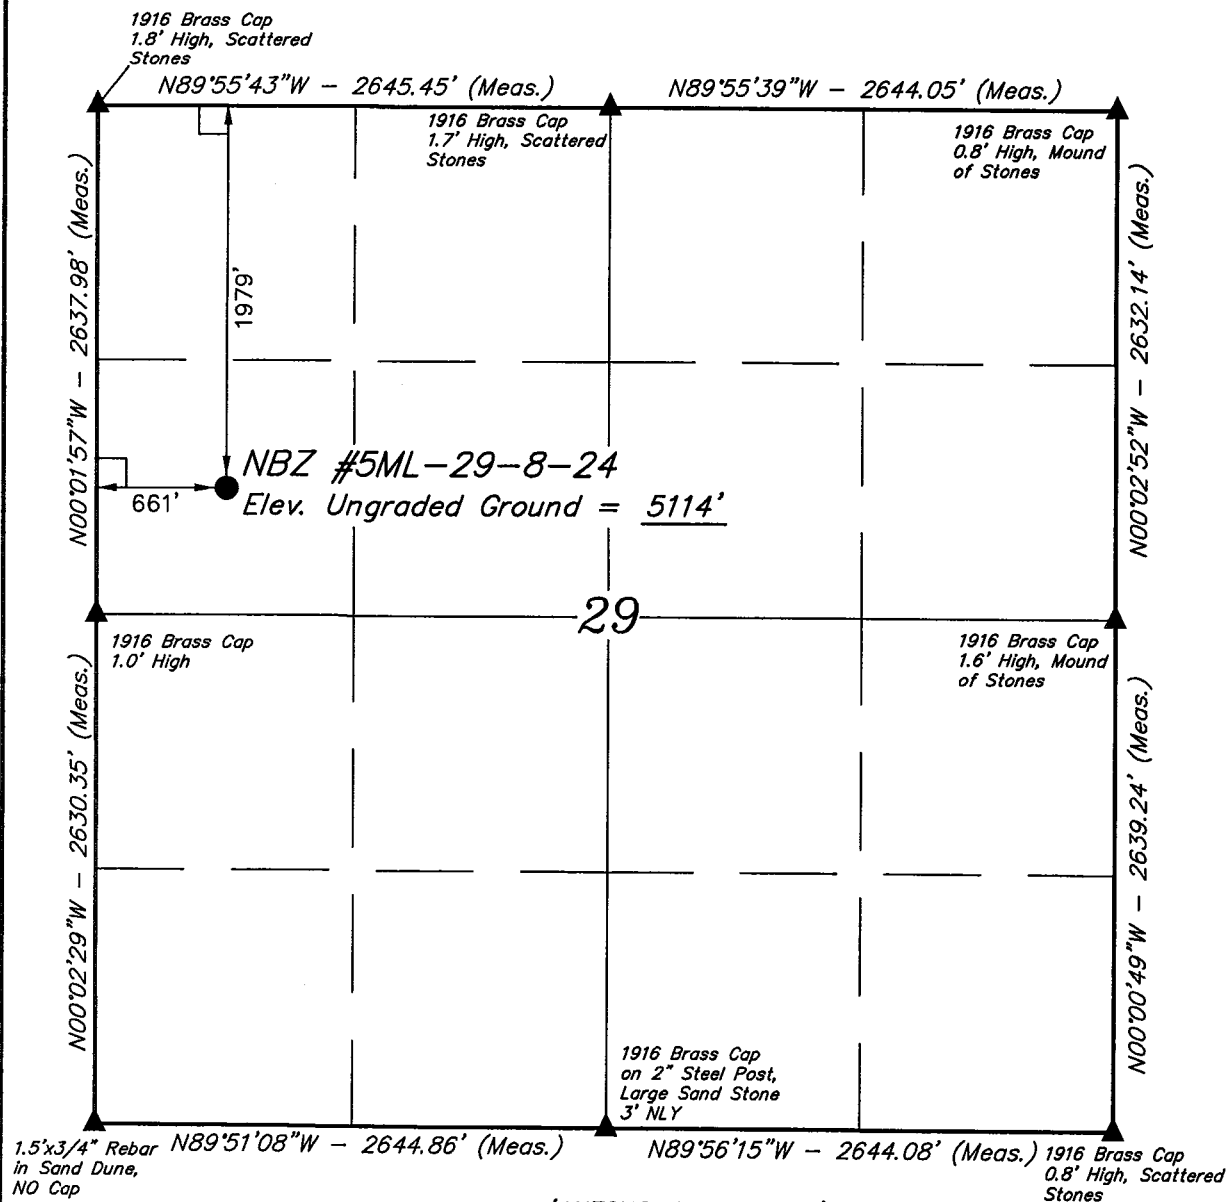 1916 Brass Cap
1.8' High, Scattered
Stones
N89°55'43"W - 2645.45' (Meas.)
N89°55'39"W - 2644.05' (Meas.)
1916 Brass Cap
1.7' High, Scattered
Stones
1916 Brass Cap
0.8' High, Mound
of Stones
N00°01'57"W - 2637.98' (Meas.)
1979'
N00°02'52"W - 2632.14' (Meas.)
661'
NBZ #5ML-29-8-24
Elev. Ungraded Ground = 5114'
29
1916 Brass Cap
1.0' High
1916 Brass Cap
1.6' High, Mound
of Stones
N00°02'29"W - 2630.35' (Meas.)
N00°00'49"W - 2639.24' (Meas.)
1916 Brass Cap
on 2" Steel Post,
Large Sand Stone
3' NLY
1.5'x3/4" Rebar
in Sand Dune,
NO Cap
N89°51'08"W - 2644.86' (Meas.)
N89°56'15"W - 2644.08' (Meas.)
1916 Brass Cap
0.8' High, Scattered
Stones